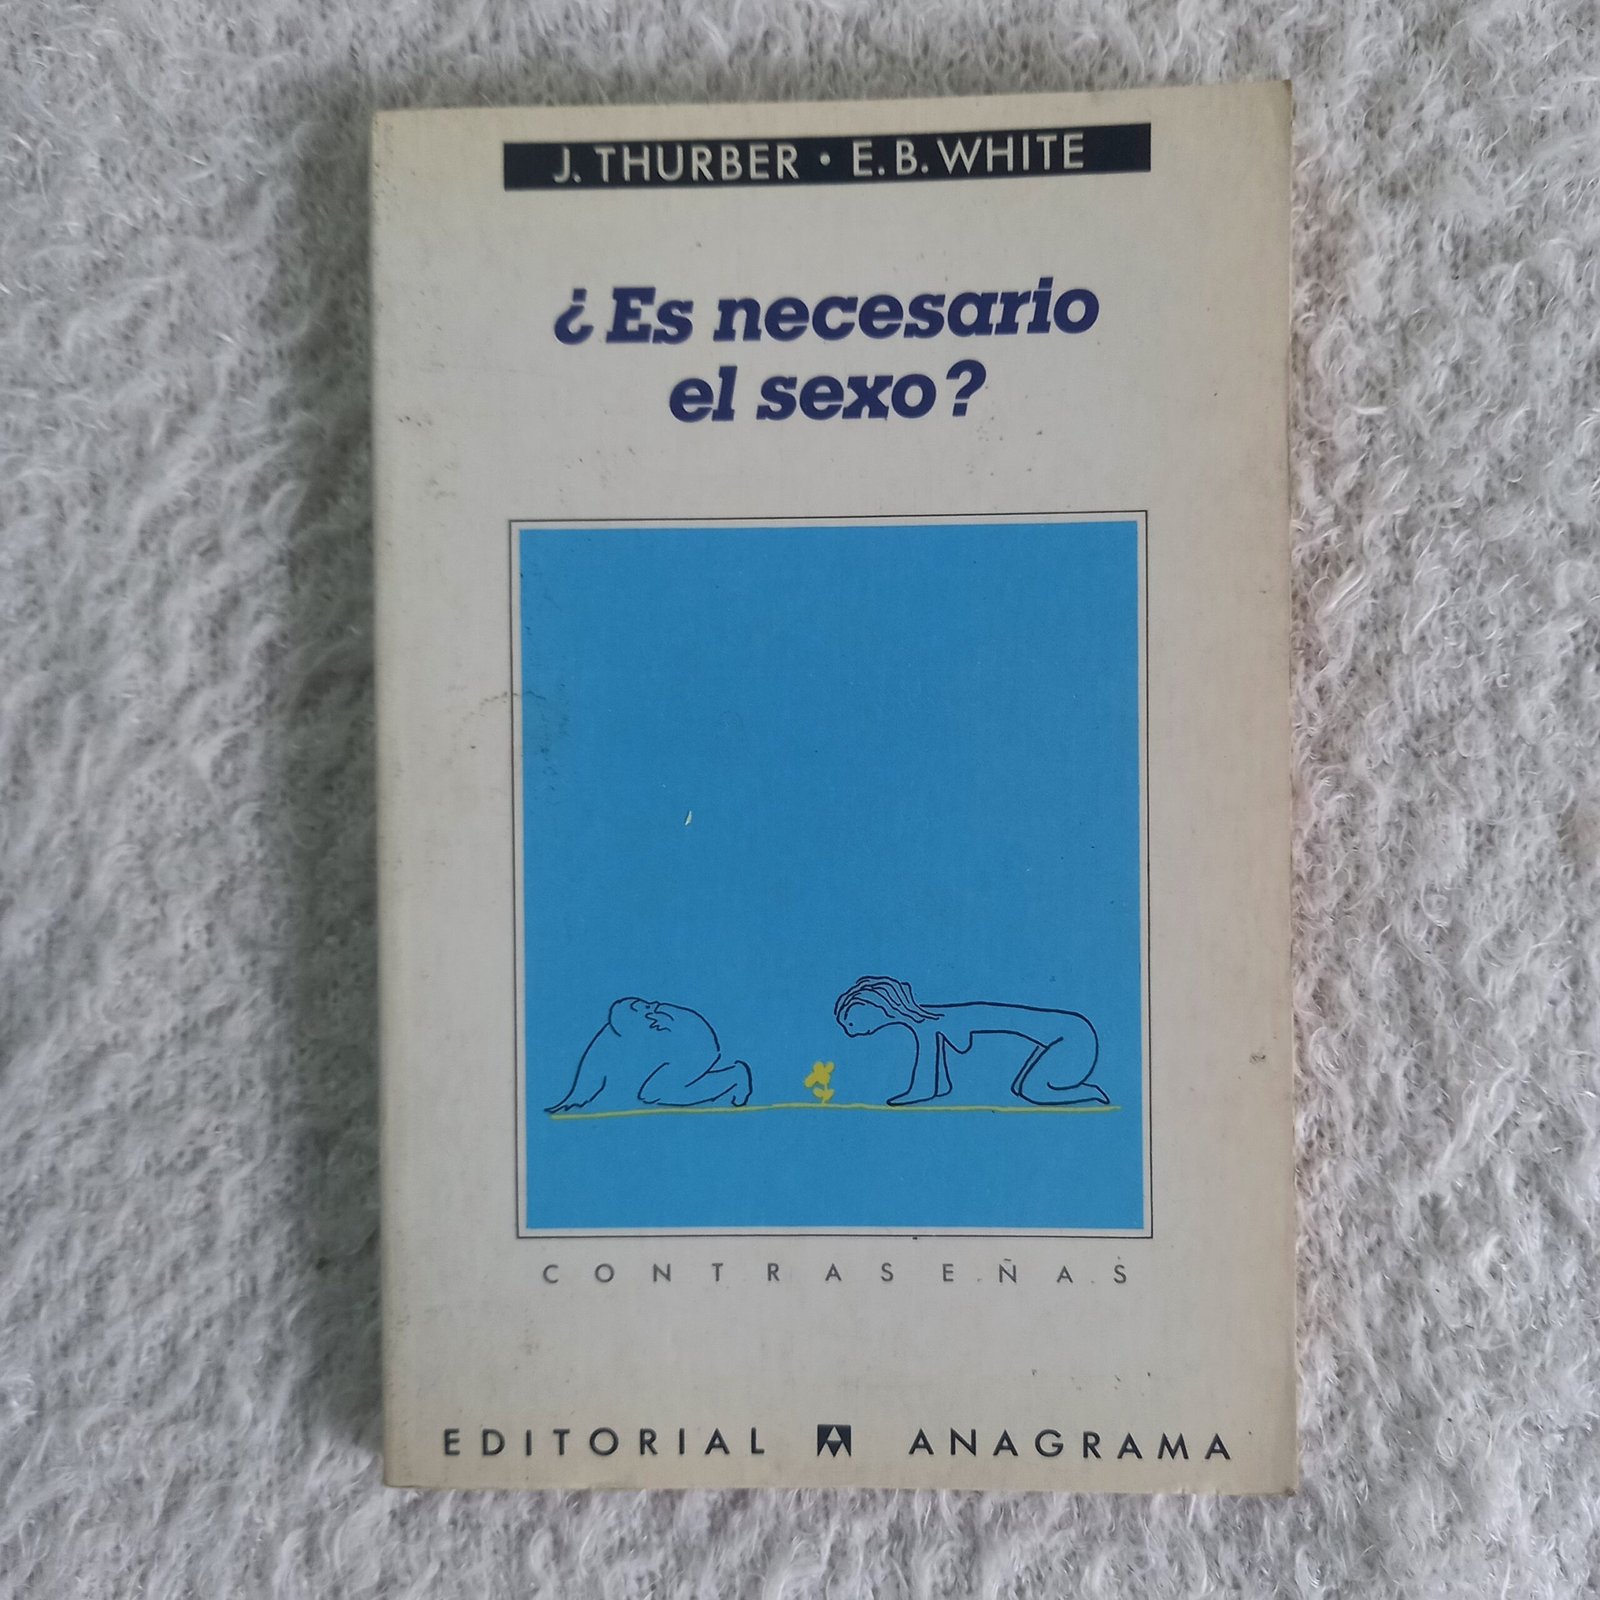 J. THURBER • E.B. WHITE
¿Es necesario
el sexo?
CONTRASEÑAS
EDITORIAL ANAGRAMA